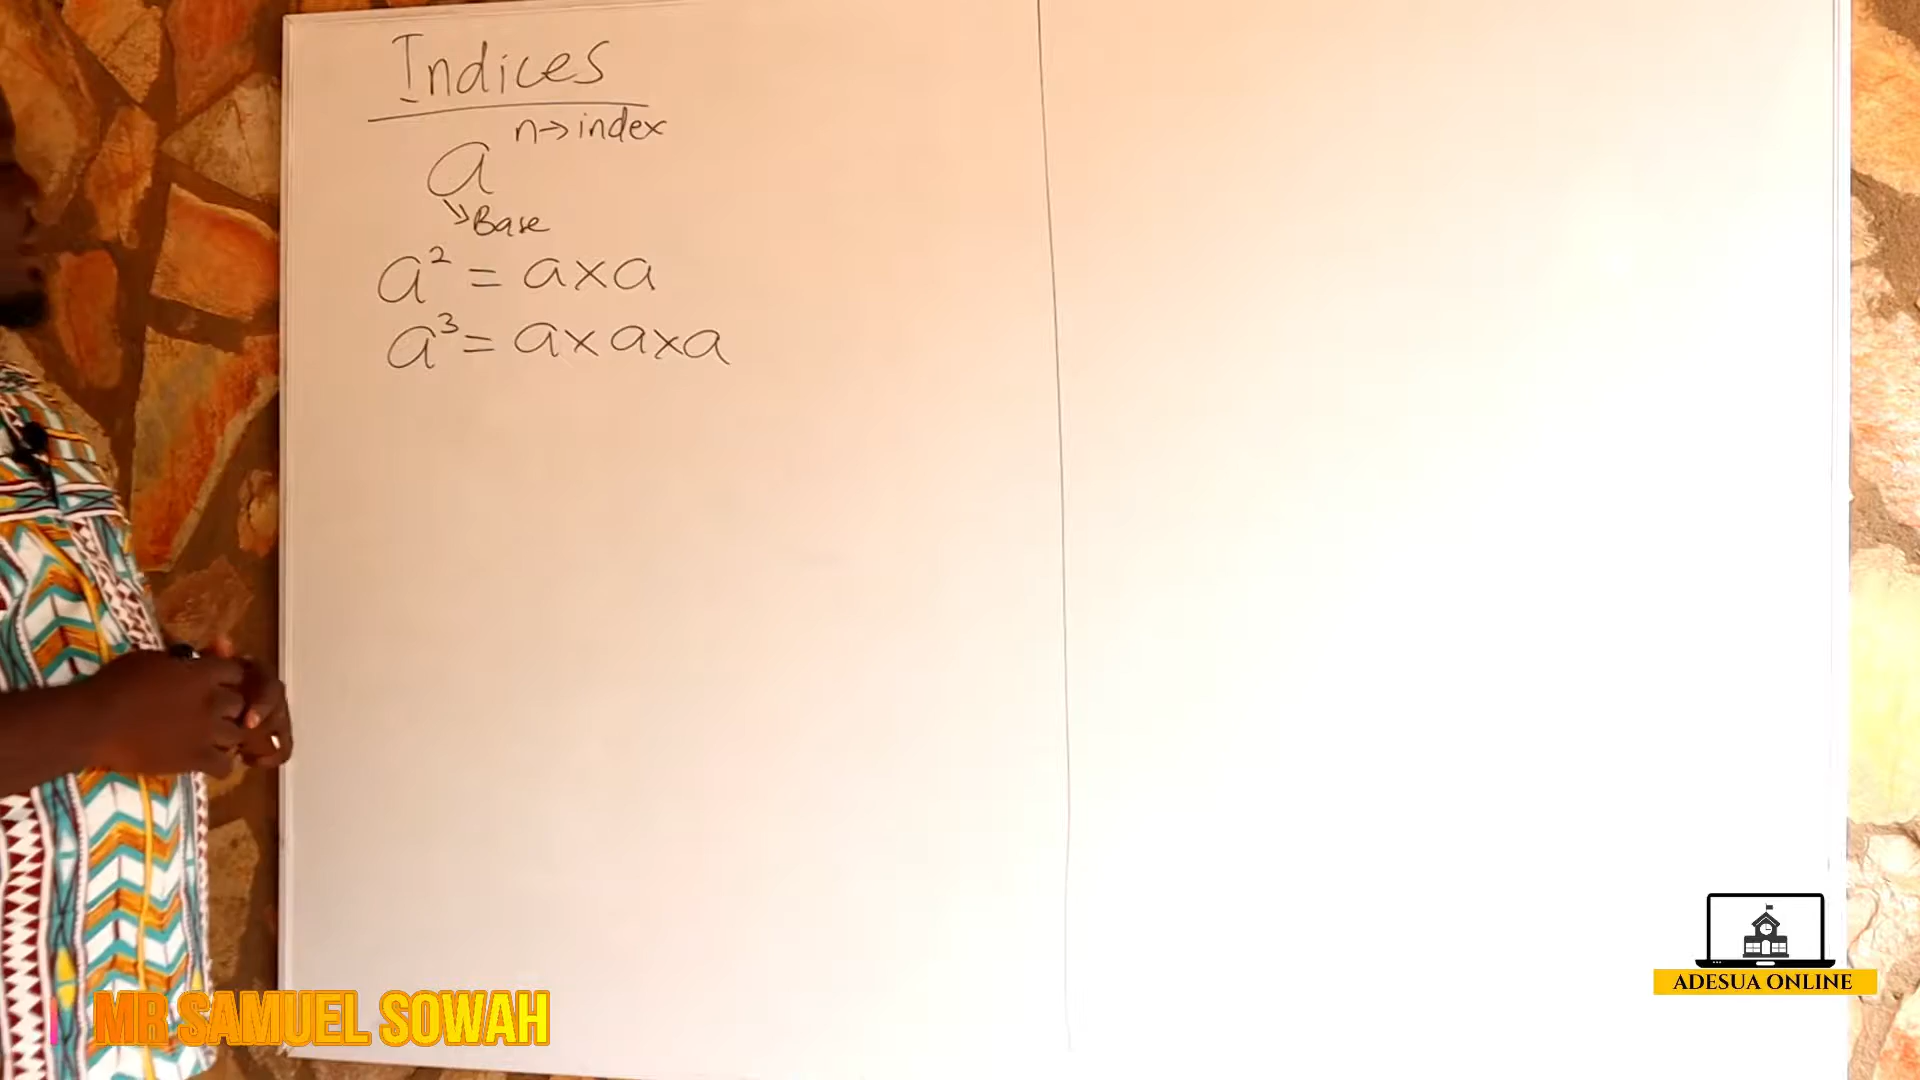 Indices
n→index
a
↘Base
a² = a×a
a³ = a×a×a
ADESUA ONLINE
MR SAMUEL SOWAH